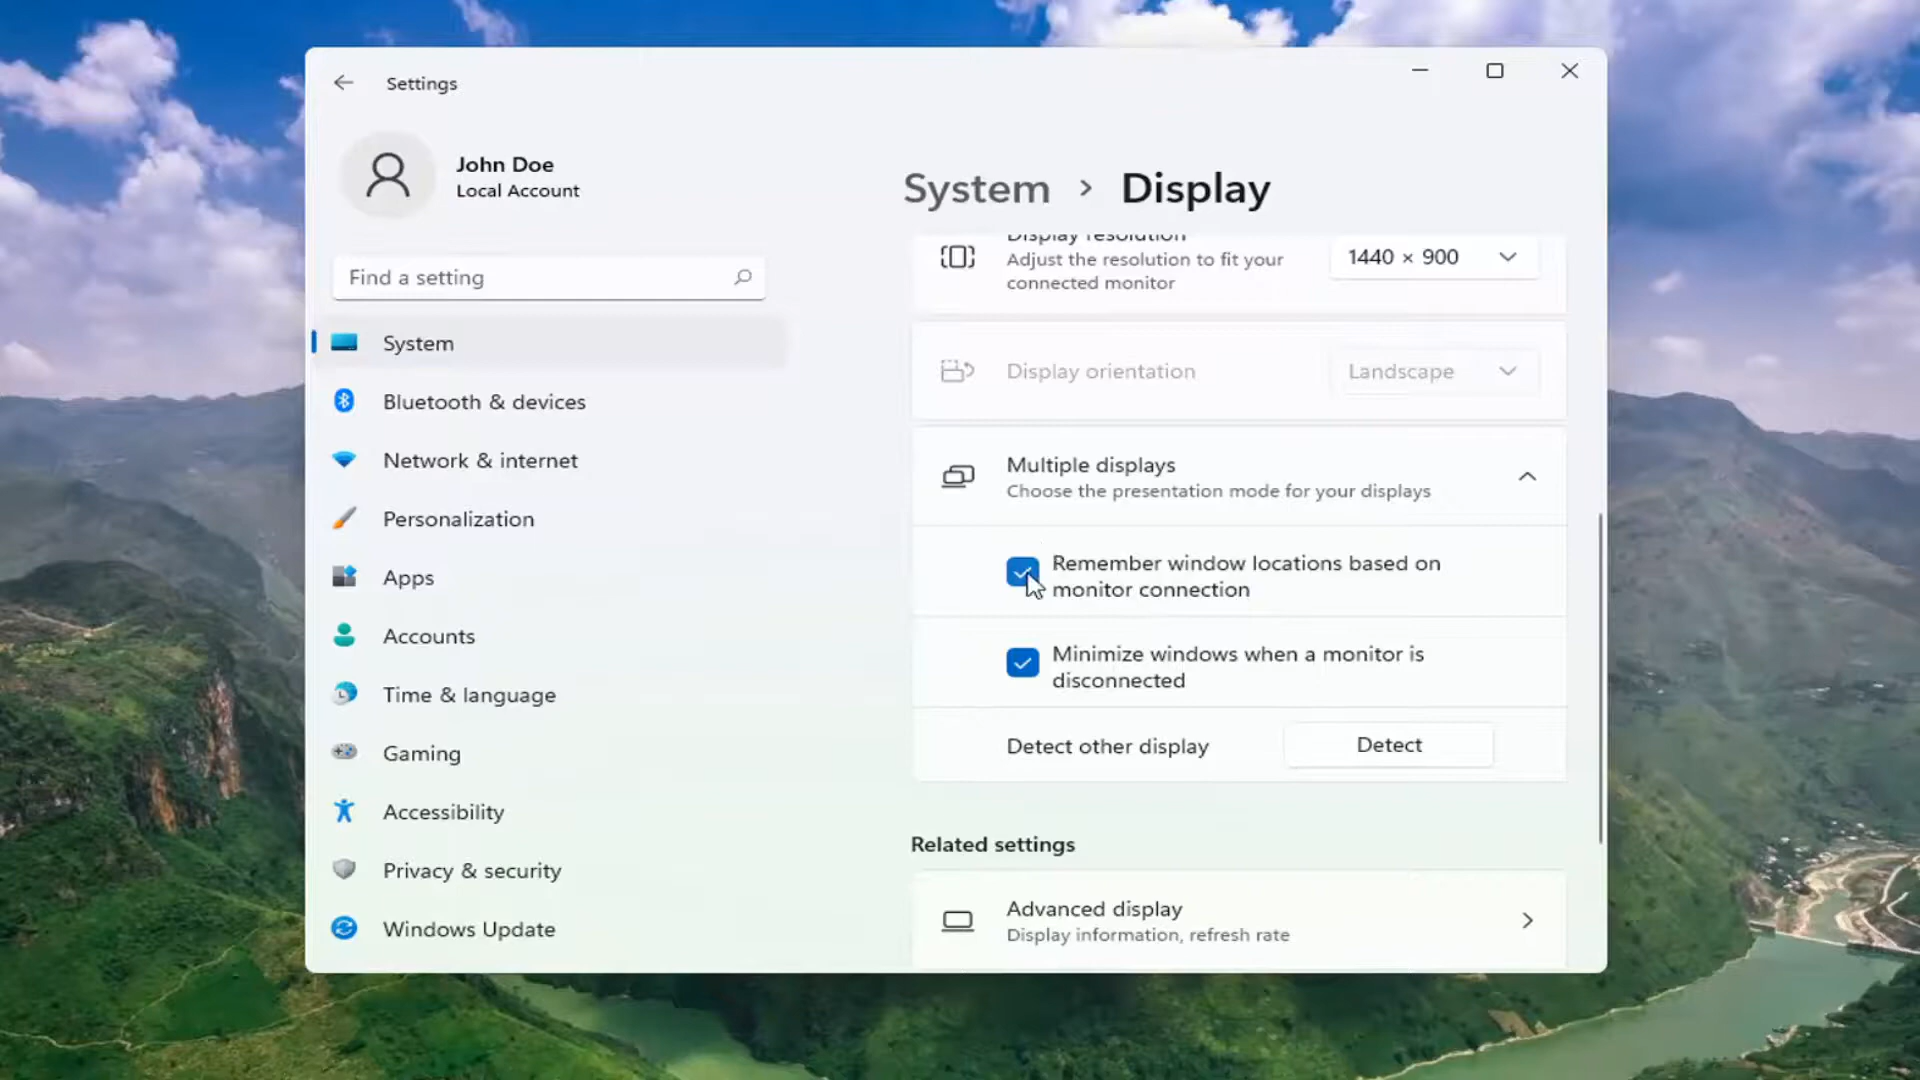 Settings
John Doe
Local Account
Find a setting
System
Bluetooth & devices
Network & internet
Personalization
Apps
Accounts
Time & language
Gaming
Accessibility
Privacy & security
Windows Update
System > Display
Display resolution
Adjust the resolution to fit your
connected monitor
1440 × 900
Display orientation
Landscape
Multiple displays
Choose the presentation mode for your displays
Remember window locations based on
monitor connection
Minimize windows when a monitor is
disconnected
Detect other display
Detect
Related settings
Advanced display
Display information, refresh rate